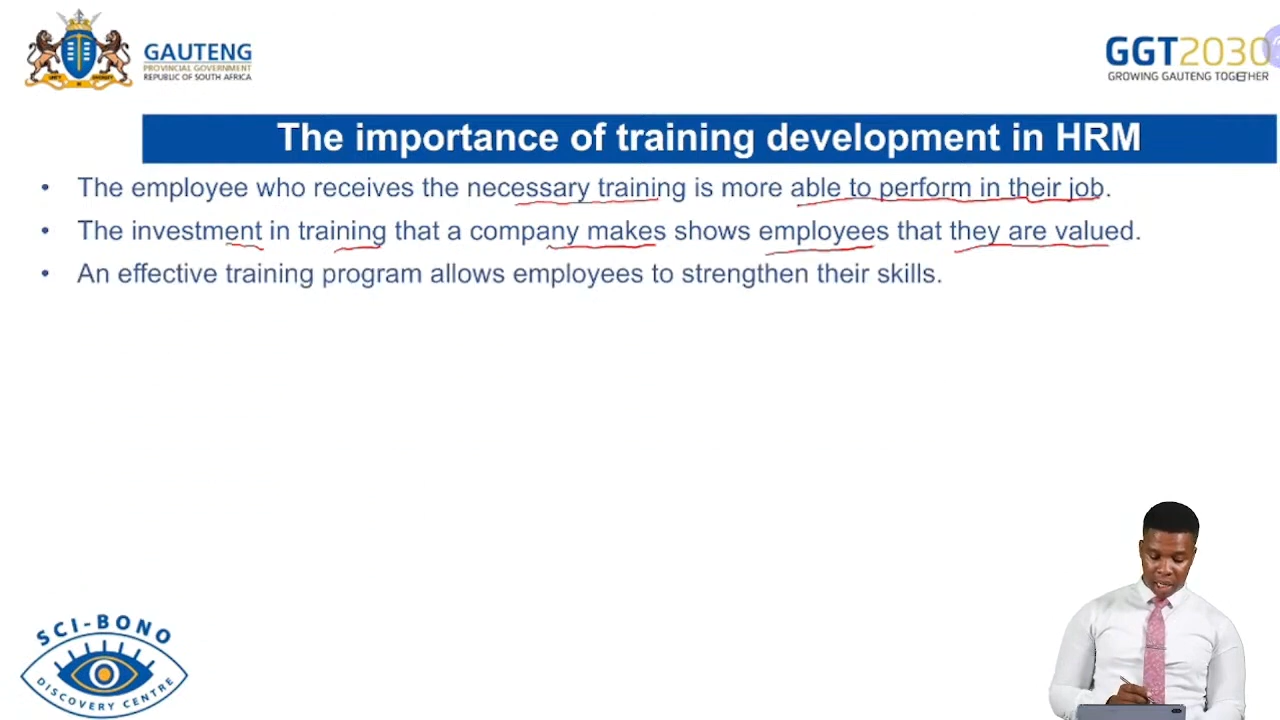 GAUTENG
PROVINCIAL GOVERNMENT
REPUBLIC OF SOUTH AFRICA
GGT2030
GROWING GAUTENG TOGETHER
The importance of training development in HRM
• The employee who receives the necessary training is more able to perform in their job.
• The investment in training that a company makes shows employees that they are valued.
• An effective training program allows employees to strengthen their skills.
SCI-BONO
DISCOVERY CENTRE